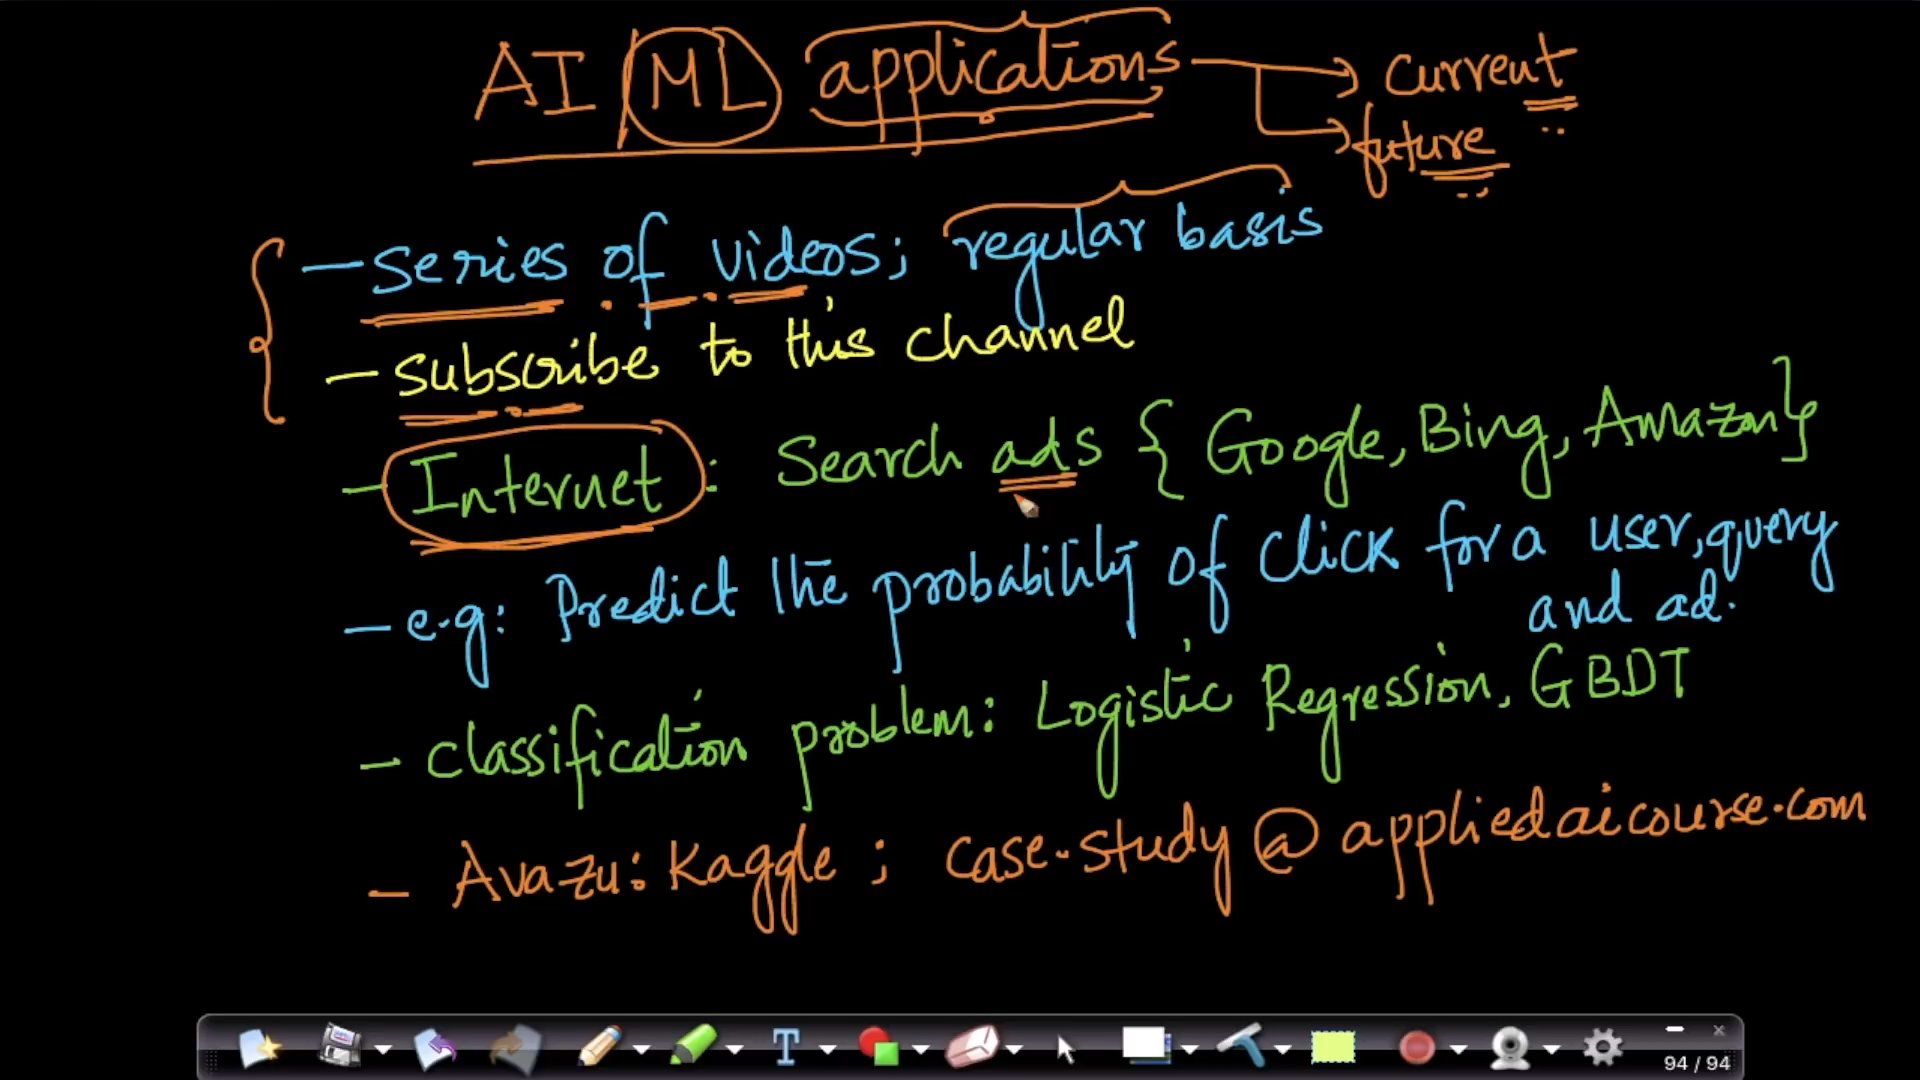 AI ML applications → current
→ future
- series of videos; regular basis
- subscribe to this channel
- Internet: Search ads { Google, Bing, Amazon}
- e.g: Predict the probability of click for a user, query
and ad.
- classification problem: Logistic Regression, GBDT
- Avazu: Kaggle ; case-study @ appliedaicourse.com
T
94 / 94